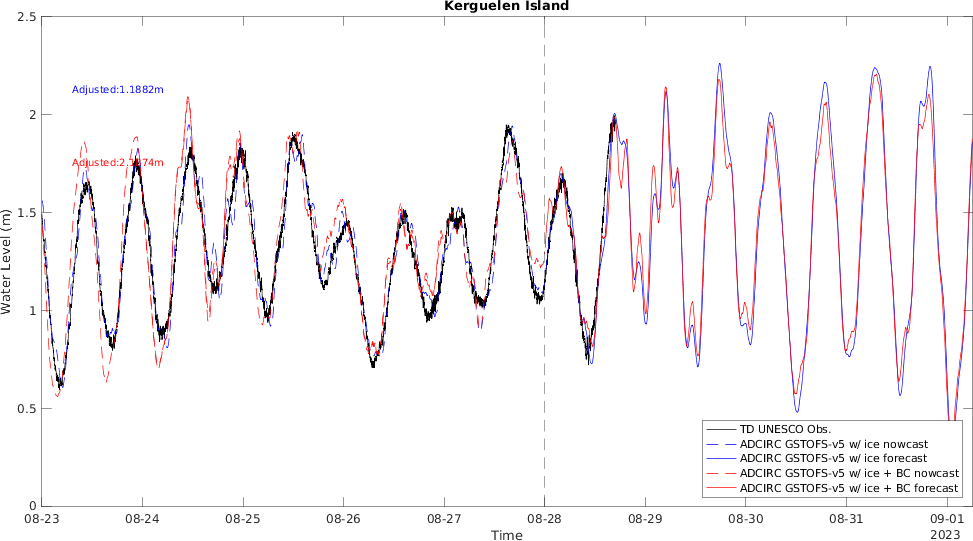 Kerguelen Island
2.5
Adjusted:1.1882m
2
1.5
Water Level (m)
1
0.5
0
TD UNESCO Obs.
ADCIRC GSTOFS-v5 w/ ice nowcast
ADCIRC GSTOFS-v5 w/ ice forecast
ADCIRC GSTOFS-v5 w/ ice + BC nowcast
ADCIRC GSTOFS-v5 w/ ice + BC forecast
08-23 08-24 08-25 08-26 08-27 08-28 08-29 08-30 08-31 09-01
2023
Time